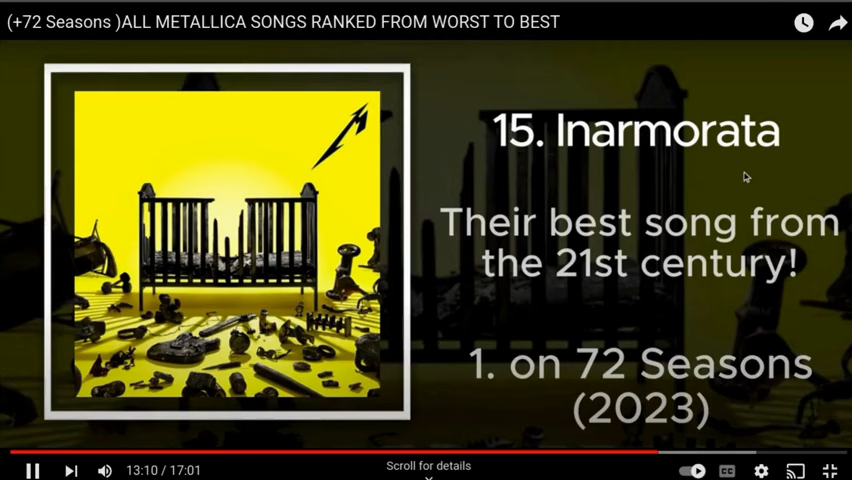 (+72 Seasons )ALL METALLICA SONGS RANKED FROM WORST TO BEST
15. Inarmorata
Their best song from
the 21st century!
1. on 72 Seasons
(2023)
13:10 / 17:01
Scroll for details